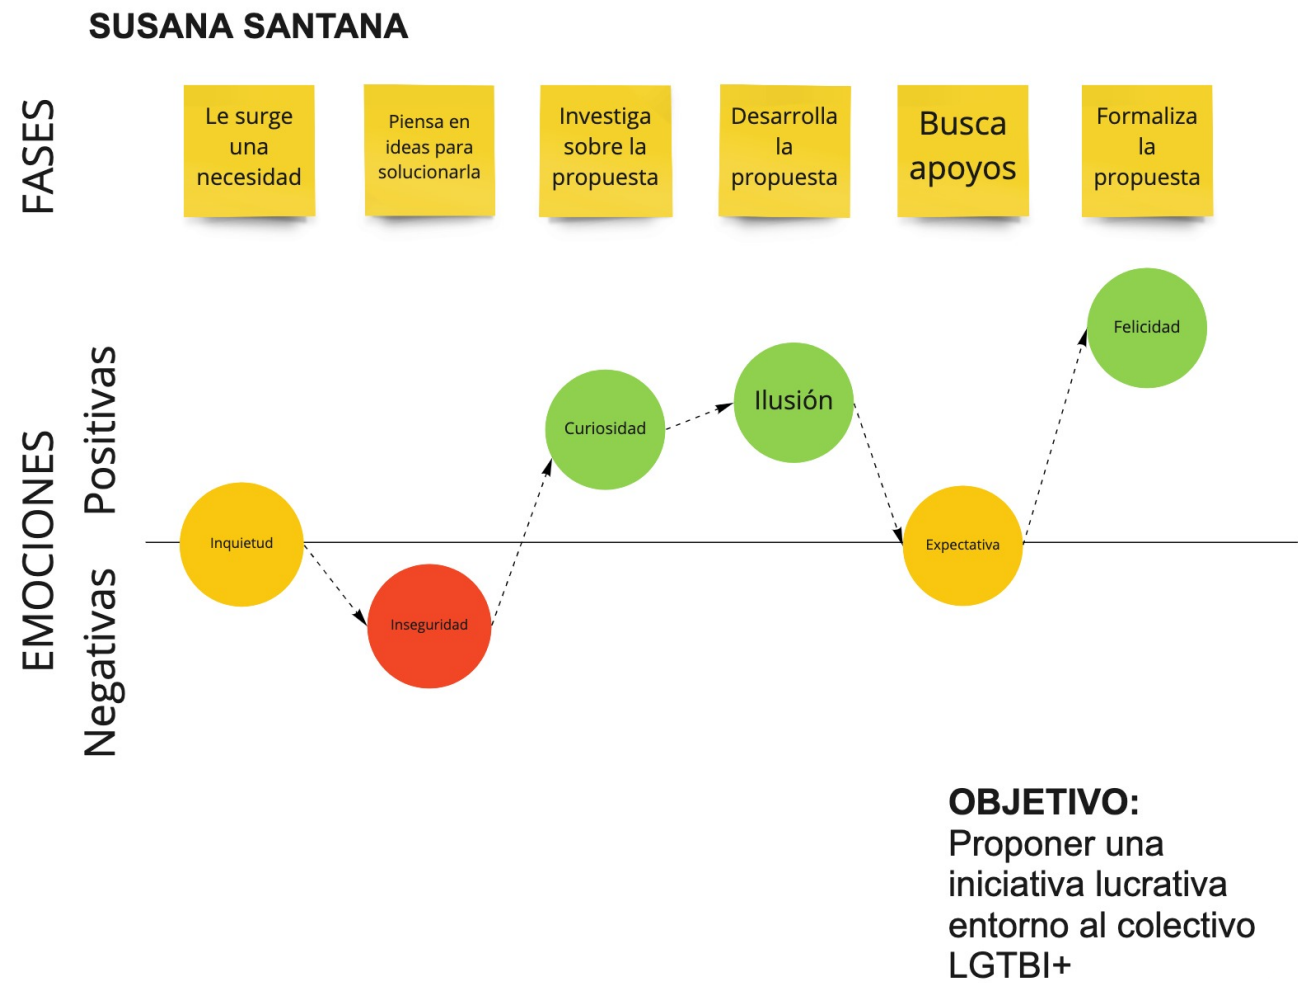 SUSANA SANTANA
FASES
Le surge
una
necesidad
Piensa en
ideas para
solucionarla
Investiga
sobre la
propuesta
Desarrolla
la
propuesta
Busca
apoyos
Formaliza
la
propuesta
EMOCIONES
Positivas
Negativas
Inquietud
Inseguridad
Curiosidad
Ilusión
Expectativa
Felicidad
OBJETIVO:
Proponer una
iniciativa lucrativa
entorno al colectivo
LGTBI+